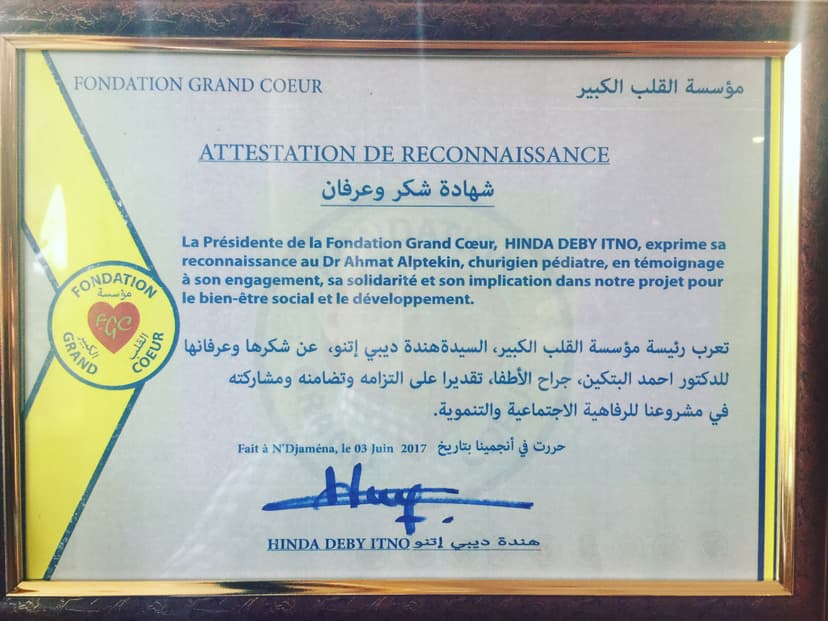 FONDATION GRAND COEUR
مؤسسة القلب الكبير
ATTESTATION DE RECONNAISSANCE
شهادة شكر وعرفان
La Présidente de la Fondation Grand Cœur, HINDA DEBY ITNO, exprime sa
reconnaissance au Dr Ahmat Alptekin, churigien pédiatre, en témoignage
à son engagement, sa solidarité et son implication dans notre projet pour
le bien-être social et le développement.
FONDATION
مؤسسة
FGC
القلب
الكبير
GRAND
COEUR
تعرب رئيسة مؤسسة القلب الكبير، السيدةهندة ديبي إتنو، عن شكرها وعرفانها
للدكتور احمد البتكين، جراح الأطفا، تقديرا على التزامه وتضامنه ومشاركته
في مشروعنا للرفاهية الاجتماعية والتنموية.
Fait à N'Djaména, le 03 Juin 2017 حررت في أنجمينا بتاريخ
HINDA DEBY ITNO هندة ديبي إتنو